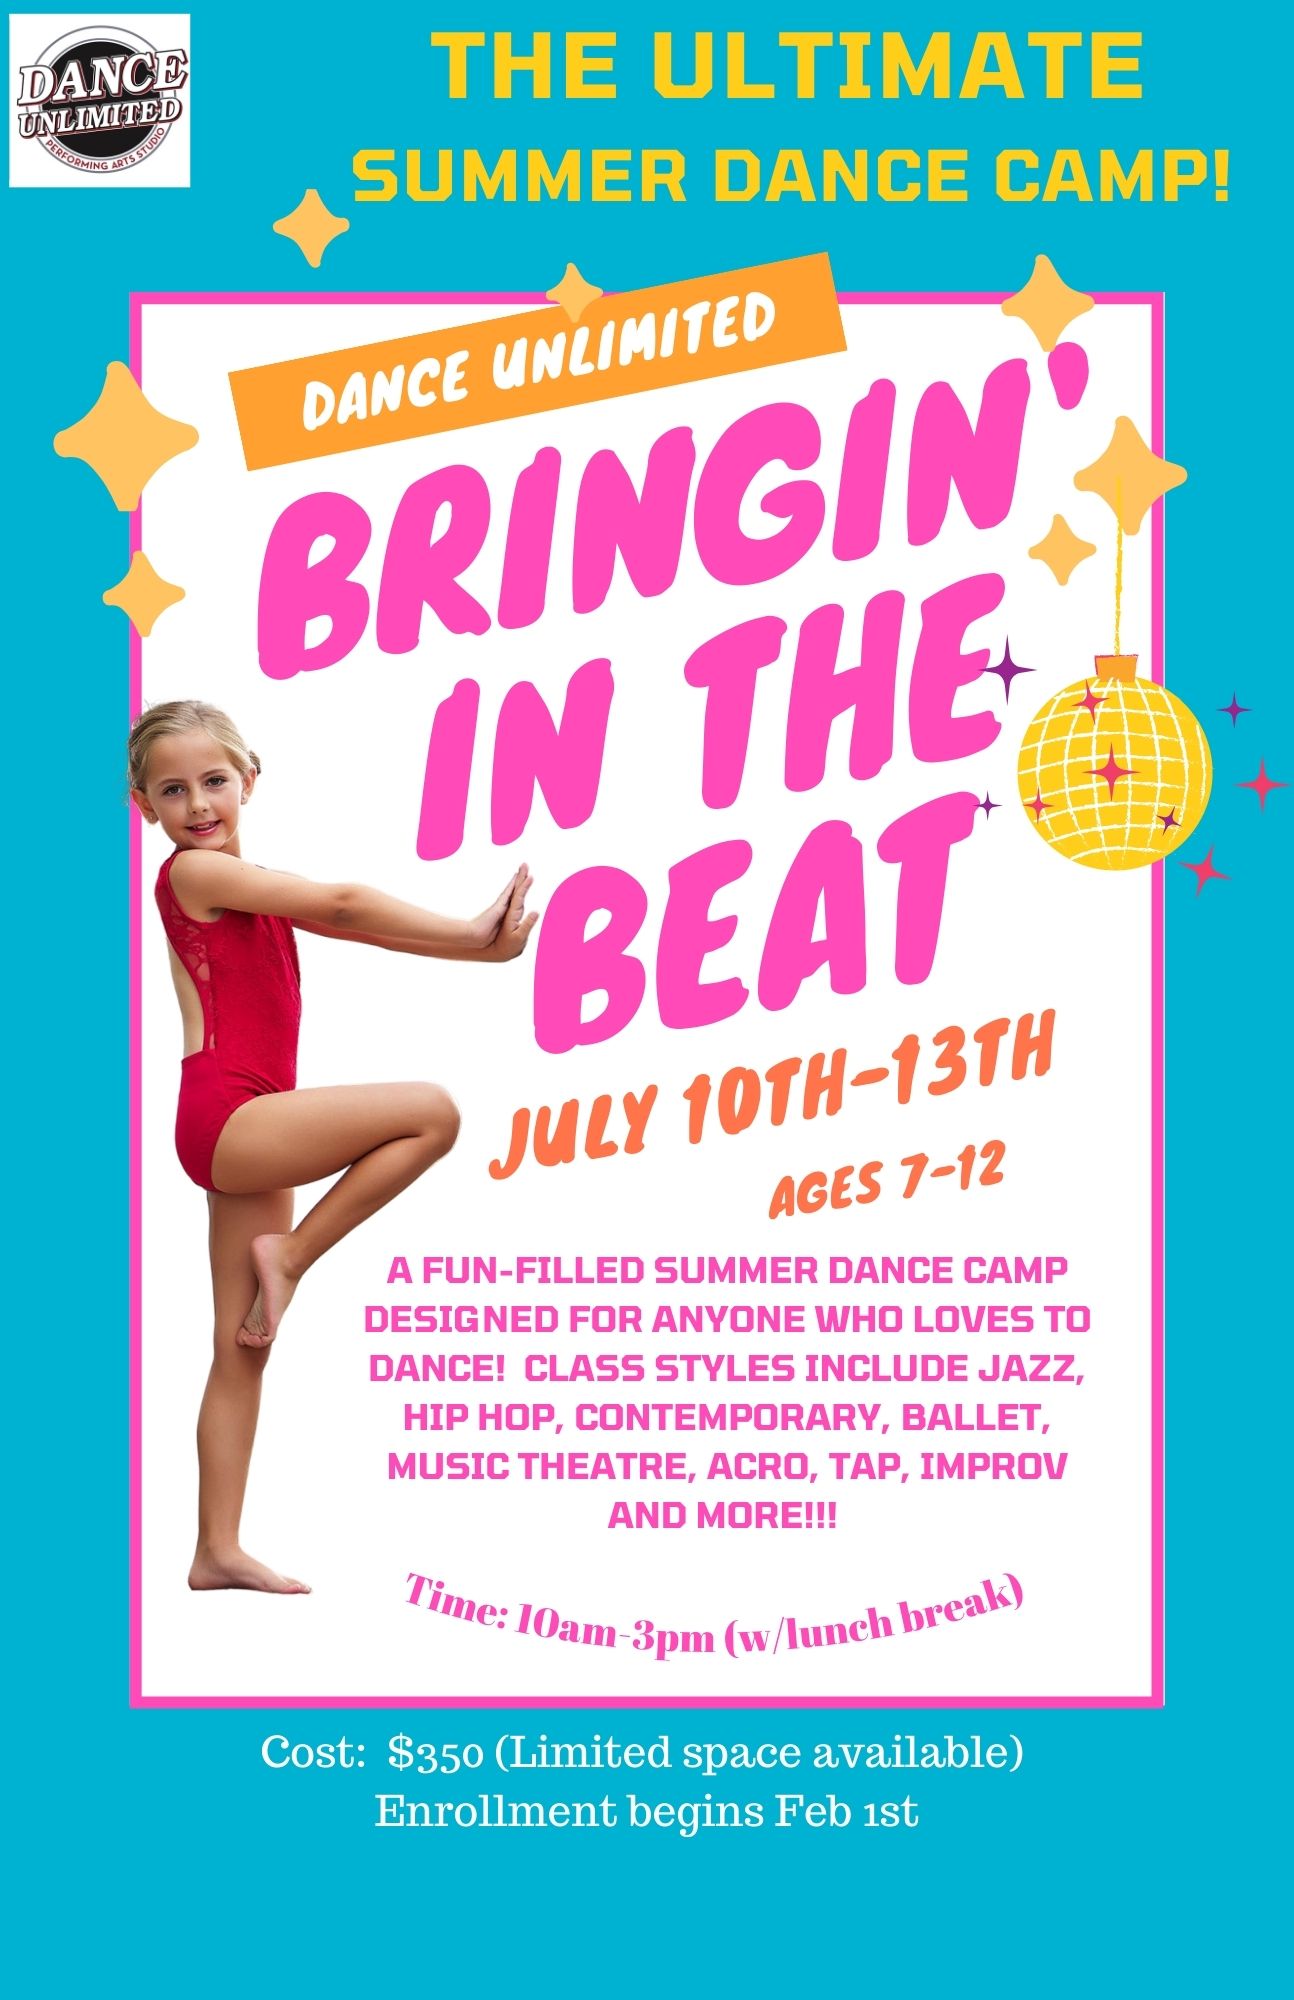 DANCE
UNLIMITED
PERFORMING ARTS STUDIO
THE ULTIMATE
SUMMER DANCE CAMP!
DANCE UNLIMITED
BRINGIN'
IN THE
BEAT
JULY 10TH-13TH
AGES 7-12
A FUN-FILLED SUMMER DANCE CAMP
DESIGNED FOR ANYONE WHO LOVES TO
DANCE! CLASS STYLES INCLUDE JAZZ,
HIP HOP, CONTEMPORARY, BALLET,
MUSIC THEATRE, ACRO, TAP, IMPROV
AND MORE!!!
Time: 10am-3pm (w/lunch break)
Cost: $350 (Limited space available)
Enrollment begins Feb 1st